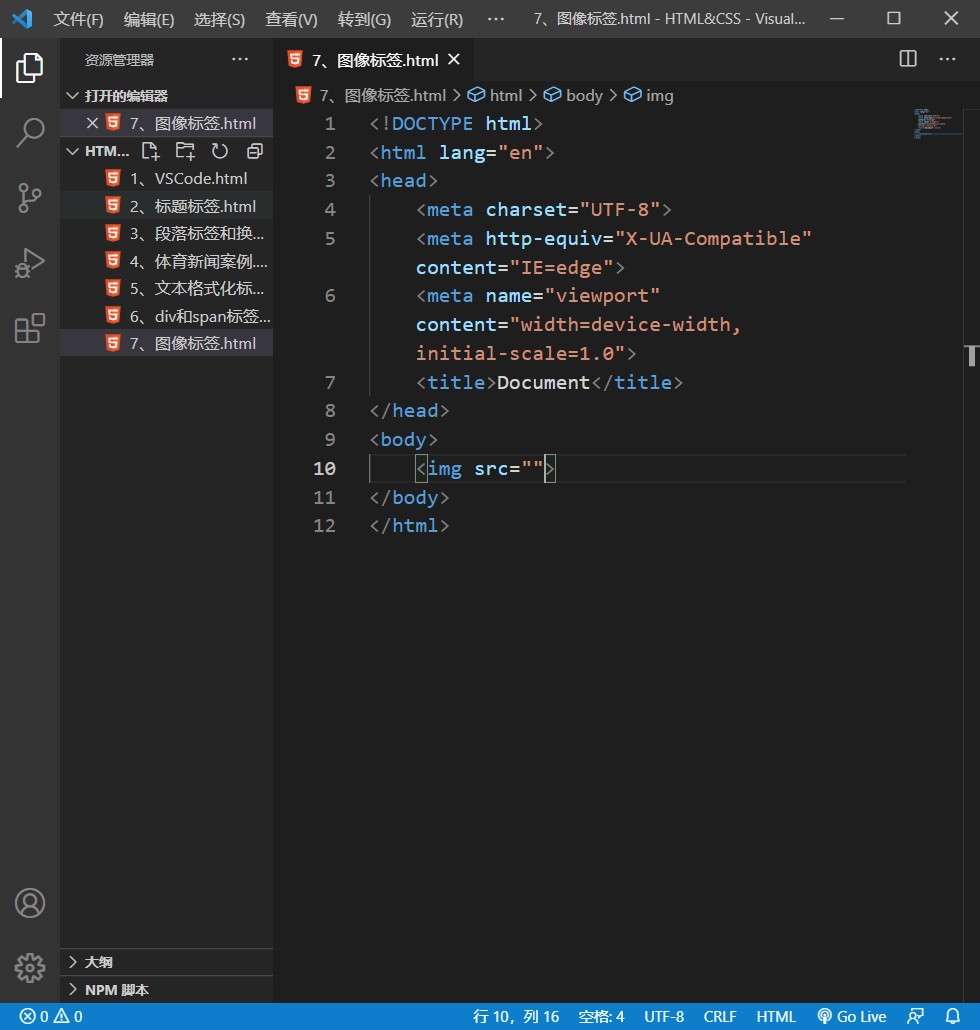 文件(F) 编辑(E) 选择(S) 查看(V) 转到(G) 运行(R) ··· 7、图像标签.html - HTML&CSS - Visual...
资源管理器 ···
打开的编辑器
7、图像标签.html
HTM...
1、VSCode.html
2、标题标签.html
3、段落标签和换...
4、体育新闻案例....
5、文本格式化标...
6、div和span标签...
7、图像标签.html
大纲
NPM 脚本
7、图像标签.html
7、图像标签.html > html > body > img
1 <!DOCTYPE html>
2 <html lang="en">
3 <head>
4 <meta charset="UTF-8">
5 <meta http-equiv="X-UA-Compatible"
content="IE=edge">
6 <meta name="viewport"
content="width=device-width,
initial-scale=1.0">
7 <title>Document</title>
8 </head>
9 <body>
10 <img src="">
11 </body>
12 </html>
0 0 行 10，列 16 空格: 4 UTF-8 CRLF HTML Go Live